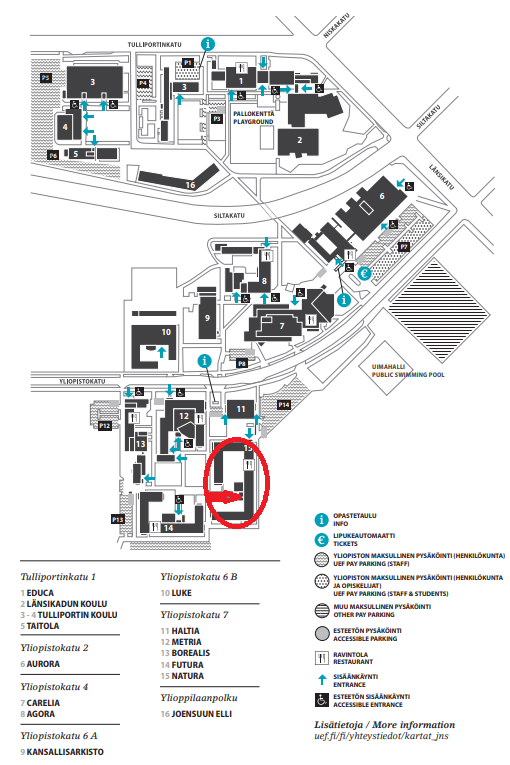 NISKAKATU
TULLIPORTINKATU
i
P1
P5
3
P4
3
1
SILTAKATU
PALLOKENTTÄ
PLAYGROUND
P3
4
2
5
P6
LÄNSIKATU
16
6
SILTAKATU
P7
8
€
i
9
7
10
i
P8
UIMAHALLI
PUBLIC SWIMMING POOL
YLIOPISTOKATU
P14
11
12
P12
13
15
P13
14
Tulliportinkatu 1
1 EDUCA
2 LÄNSIKADUN KOULU
3 - 4 TULLIPORTIN KOULU
5 TAITOLA
Yliopistokatu 2
6 AURORA
Yliopistokatu 4
7 CARELIA
8 AGORA
Yliopistokatu 6 A
9 KANSALLISARKISTO
Yliopistokatu 6 B
10 LUKE
Yliopistokatu 7
11 HALTIA
12 METRIA
13 BOREALIS
14 FUTURA
15 NATURA
Ylioppilaanpolku
16 JOENSUUN ELLI
i
OPASTETAULU
INFO
€
LIPUKEAUTOMAATTI
TICKETS
YLIOPISTON MAKSULLINEN PYSÄKÖINTI (HENKILÖKUNTA)
UEF PAY PARKING (STAFF)
YLIOPISTON MAKSULLINEN PYSÄKÖINTI (HENKILÖKUNTA
JA OPISKELIJAT)
UEF PAY PARKING (STAFF & STUDENTS)
MUU MAKSULLINEN PYSÄKÖINTI
OTHER PAY PARKING
ESTEETÖN PYSÄKÖINTI
ACCESSIBLE PARKING
RAVINTOLA
RESTAURANT
SISÄÄNKÄYNTI
ENTRANCE
ESTEETÖN SISÄÄNKÄYNTI
ACCESSIBLE ENTRANCE
Lisätietoja / More information
uef.fi/fi/yhteystiedot/kartat_jns